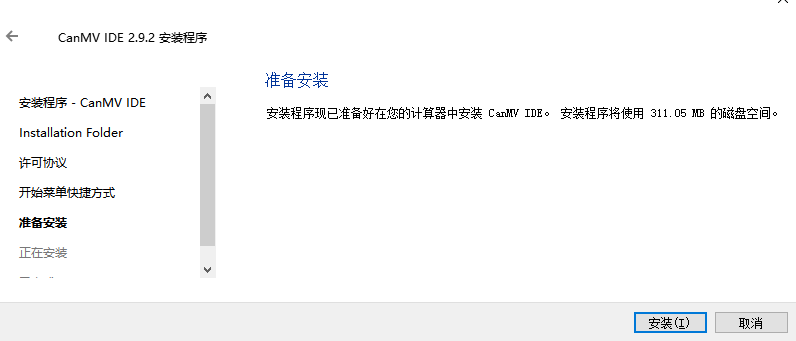 CanMV IDE 2.9.2 安装程序
安装程序 - CanMV IDE
Installation Folder
许可协议
开始菜单快捷方式
准备安装
正在安装
准备安装
安装程序现已准备好在您的计算器中安装 CanMV IDE。 安装程序将使用 311.05 MB 的磁盘空间。
安装(I)
取消